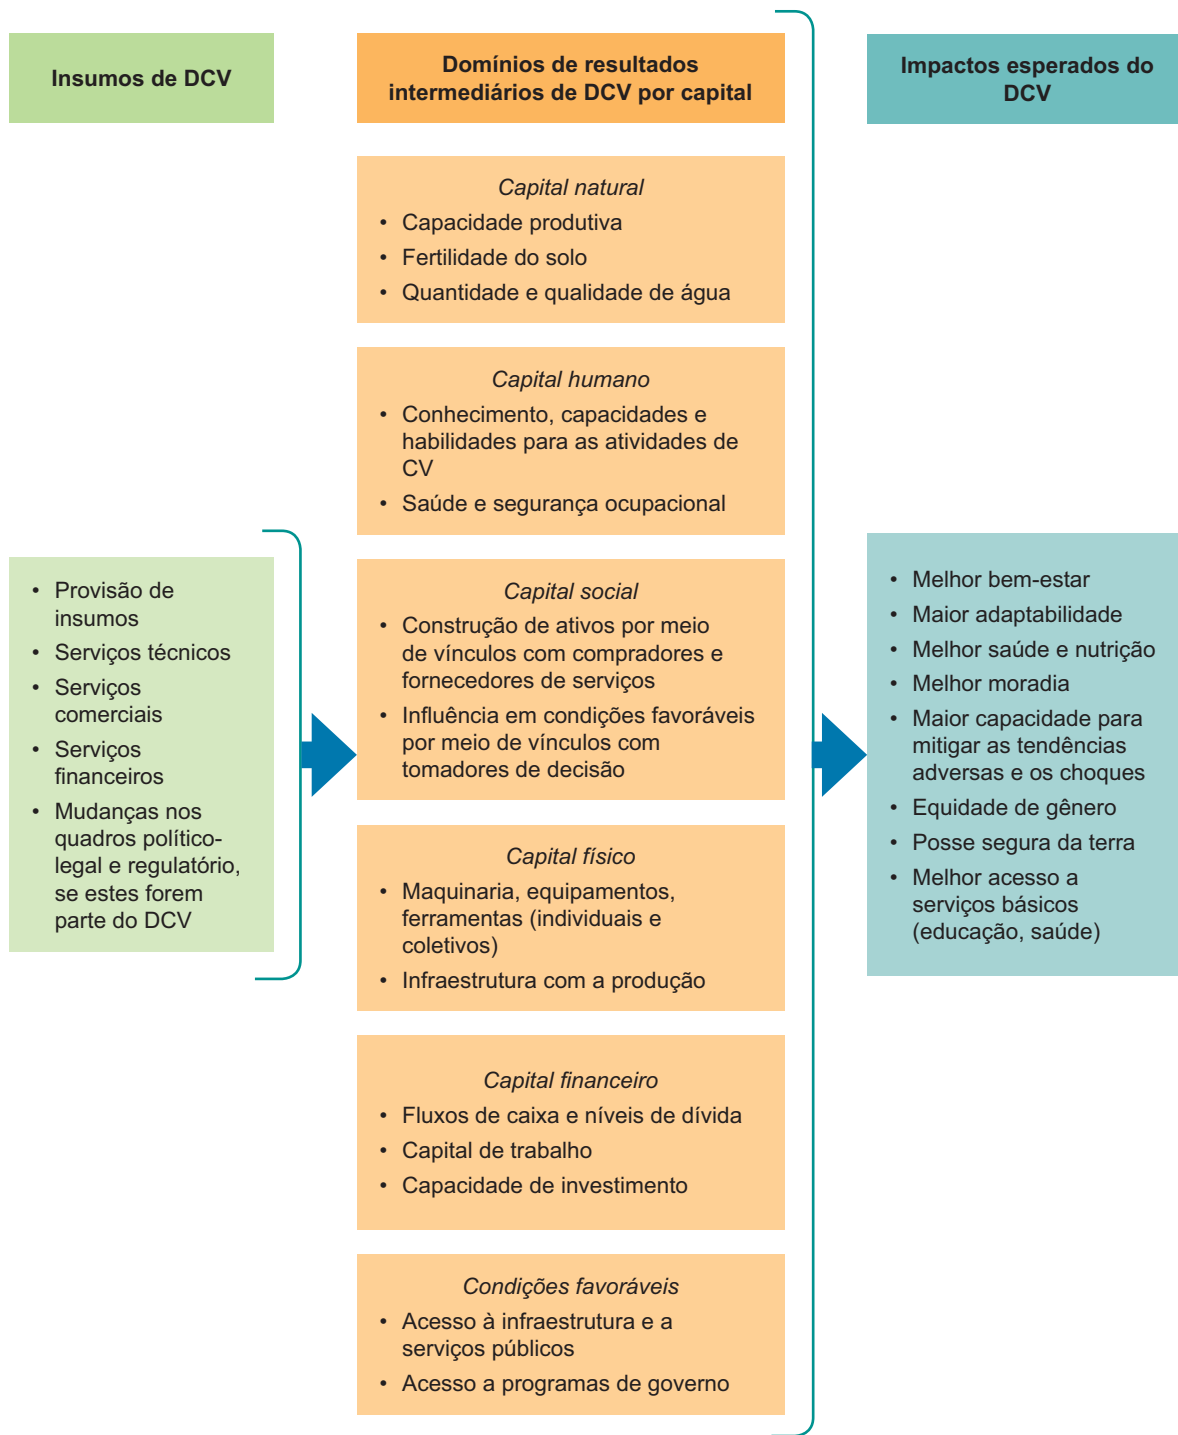 Insumos de DCV
Domínios de resultados
intermediários de DCV por capital
Impactos esperados do
DCV
Capital natural
• Capacidade produtiva
• Fertilidade do solo
• Quantidade e qualidade de água
Capital humano
• Conhecimento, capacidades e
habilidades para as atividades de
CV
• Saúde e segurança ocupacional
• Provisão de
insumos
• Serviços técnicos
• Serviços
comerciais
• Serviços
financeiros
• Mudanças nos
quadros político-
legal e regulatório,
se estes forem
parte do DCV
Capital social
• Construção de ativos por meio
de vínculos com compradores e
fornecedores de serviços
• Influência em condições favoráveis
por meio de vínculos com
tomadores de decisão
Capital físico
• Maquinaria, equipamentos,
ferramentas (individuais e
coletivos)
• Infraestrutura com a produção
Capital financeiro
• Fluxos de caixa e níveis de dívida
• Capital de trabalho
• Capacidade de investimento
Condições favoráveis
• Acesso à infraestrutura e a
serviços públicos
• Acesso a programas de governo
• Melhor bem-estar
• Maior adaptabilidade
• Melhor saúde e nutrição
• Melhor moradia
• Maior capacidade para
mitigar as tendências
adversas e os choques
• Equidade de gênero
• Posse segura da terra
• Melhor acesso a
serviços básicos
(educação, saúde)